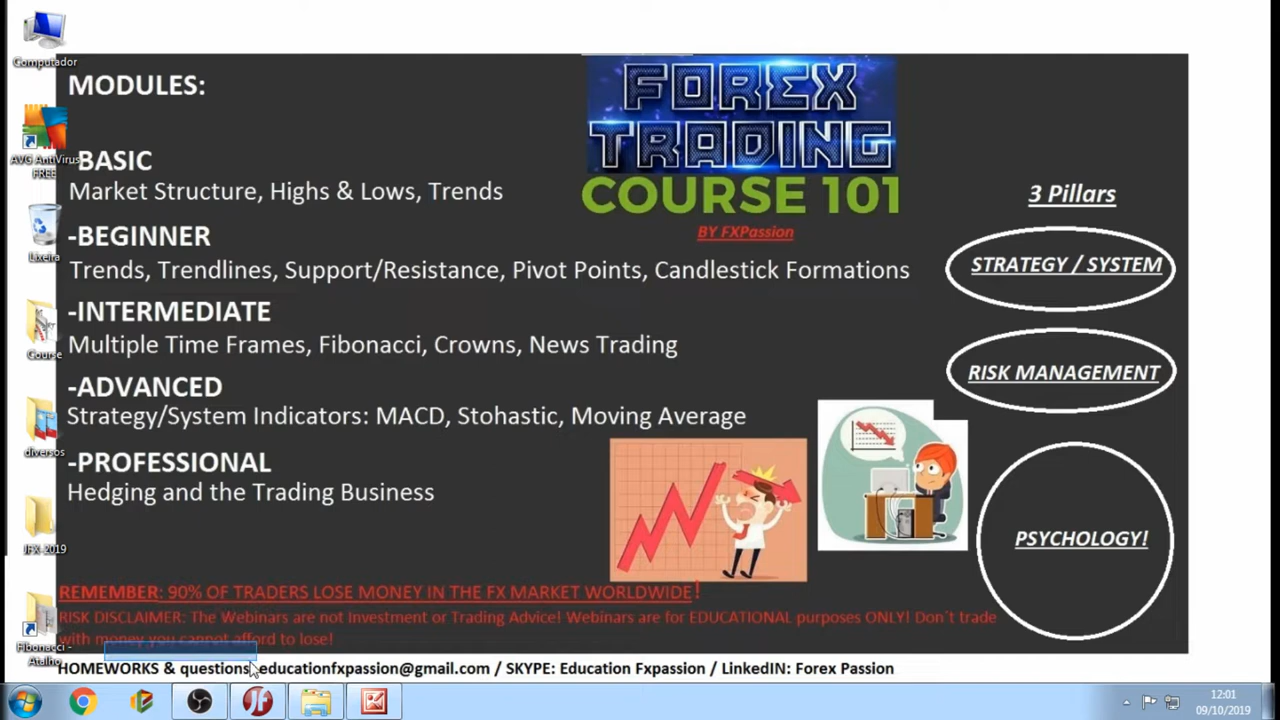 Computador
AVG AntiVirus
FREE
Lixeira
Course
diversos
JFX-2019
Fibonacci -
Atalho
MODULES:
-BASIC
Market Structure, Highs & Lows, Trends
-BEGINNER
Trends, Trendlines, Support/Resistance, Pivot Points, Candlestick Formations
-INTERMEDIATE
Multiple Time Frames, Fibonacci, Crowns, News Trading
-ADVANCED
Strategy/System Indicators: MACD, Stohastic, Moving Average
-PROFESSIONAL
Hedging and the Trading Business
FOREX
TRADING
COURSE 101
BY FXPassion
3 Pillars
STRATEGY / SYSTEM
RISK MANAGEMENT
PSYCHOLOGY!
REMEMBER: 90% OF TRADERS LOSE MONEY IN THE FX MARKET WORLDWIDE!
RISK DISCLAIMER: The Webinars are not Investment or Trading Advice! Webinars are for EDUCATIONAL purposes ONLY! Don´t trade
with money you cannot afford to lose!
HOMEWORKS & questions: educationfxpassion@gmail.com / SKYPE: Education Fxpassion / LinkedIN: Forex Passion
12:01
09/10/2019